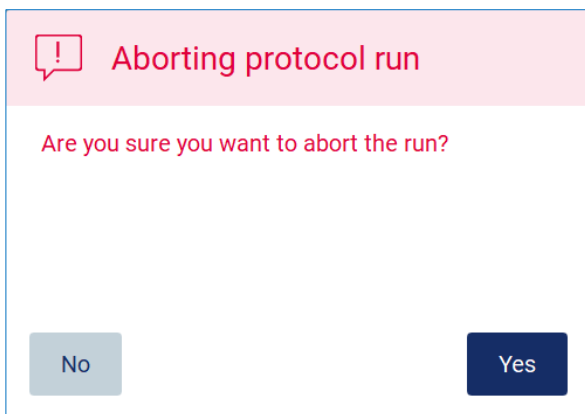 Aborting protocol run
Are you sure you want to abort the run?
No
Yes